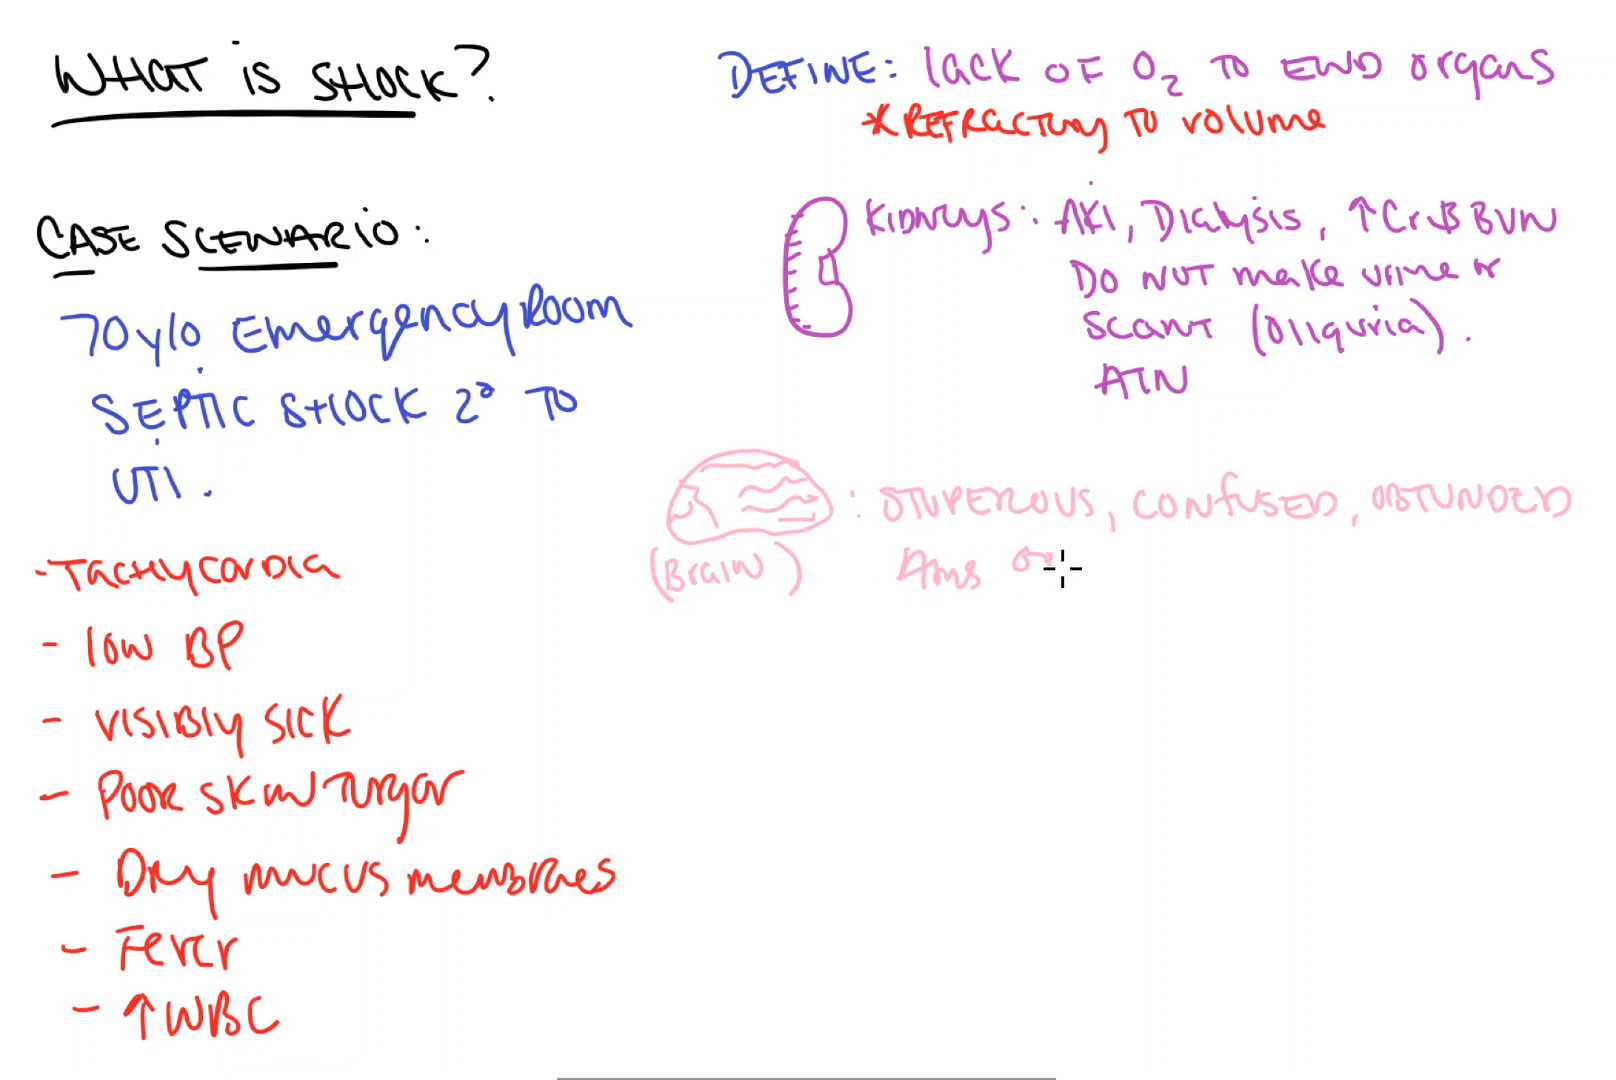 WHAT IS SHOCK?
CASE SCENARIO:
70 y/o Emergency Room
SEPTIC SHOCK 2° TO
UTI.
- Tachycardia
- low BP
- VISIBLY SICK
- Poor skin Turgor
- Dry mucus membranes
- Fever
- ↑WBC
DEFINE: lack OF O2 TO END organs
*REFRACTORY TO VOLUME
KIDNEYS: AKI, Dialysis, ↑Cr & BUN
Do NOT make urine or
SCANT (Oliguria).
ATN
: STUPEROUS, CONFUSED, OBTUNDED
(BRAIN) AMS